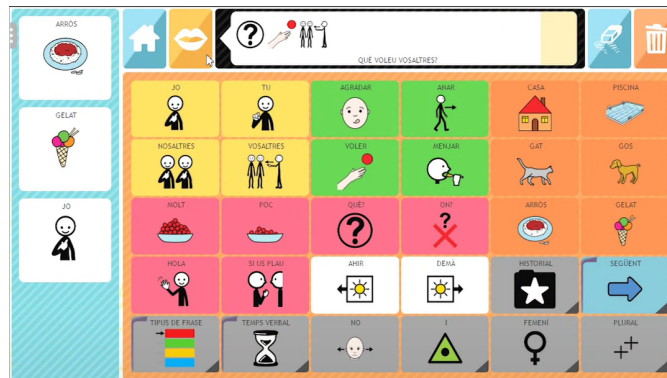 ARRÒS
GELAT
JO
QUÈ VOLEU VOSALTRES?
JO
TU
AGRADAR
ANAR
CASA
PISCINA
NOSALTRES
VOSALTRES
VOLER
MENJAR
GAT
GOS
MOLT
POC
QUÈ?
ON?
ARRÒS
GELAT
HOLA
SI US PLAU
AHIR
DEMÀ
HISTORIAL
SEGÜENT
TIPUS DE FRASE
TEMPS VERBAL
NO
I
FEMENÍ
PLURAL